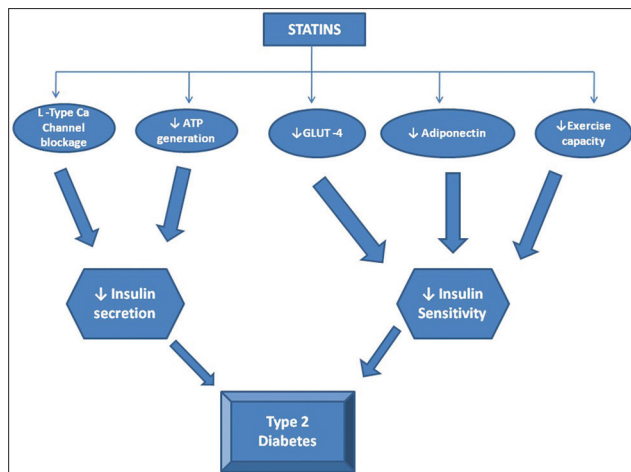 STATINS
L -Type Ca
Channel
blockage
↓ ATP
generation
↓GLUT -4
↓ Adiponectin
↓Exercise
capacity
↓ Insulin
secretion
↓ Insulin
Sensitivity
Type 2
Diabetes